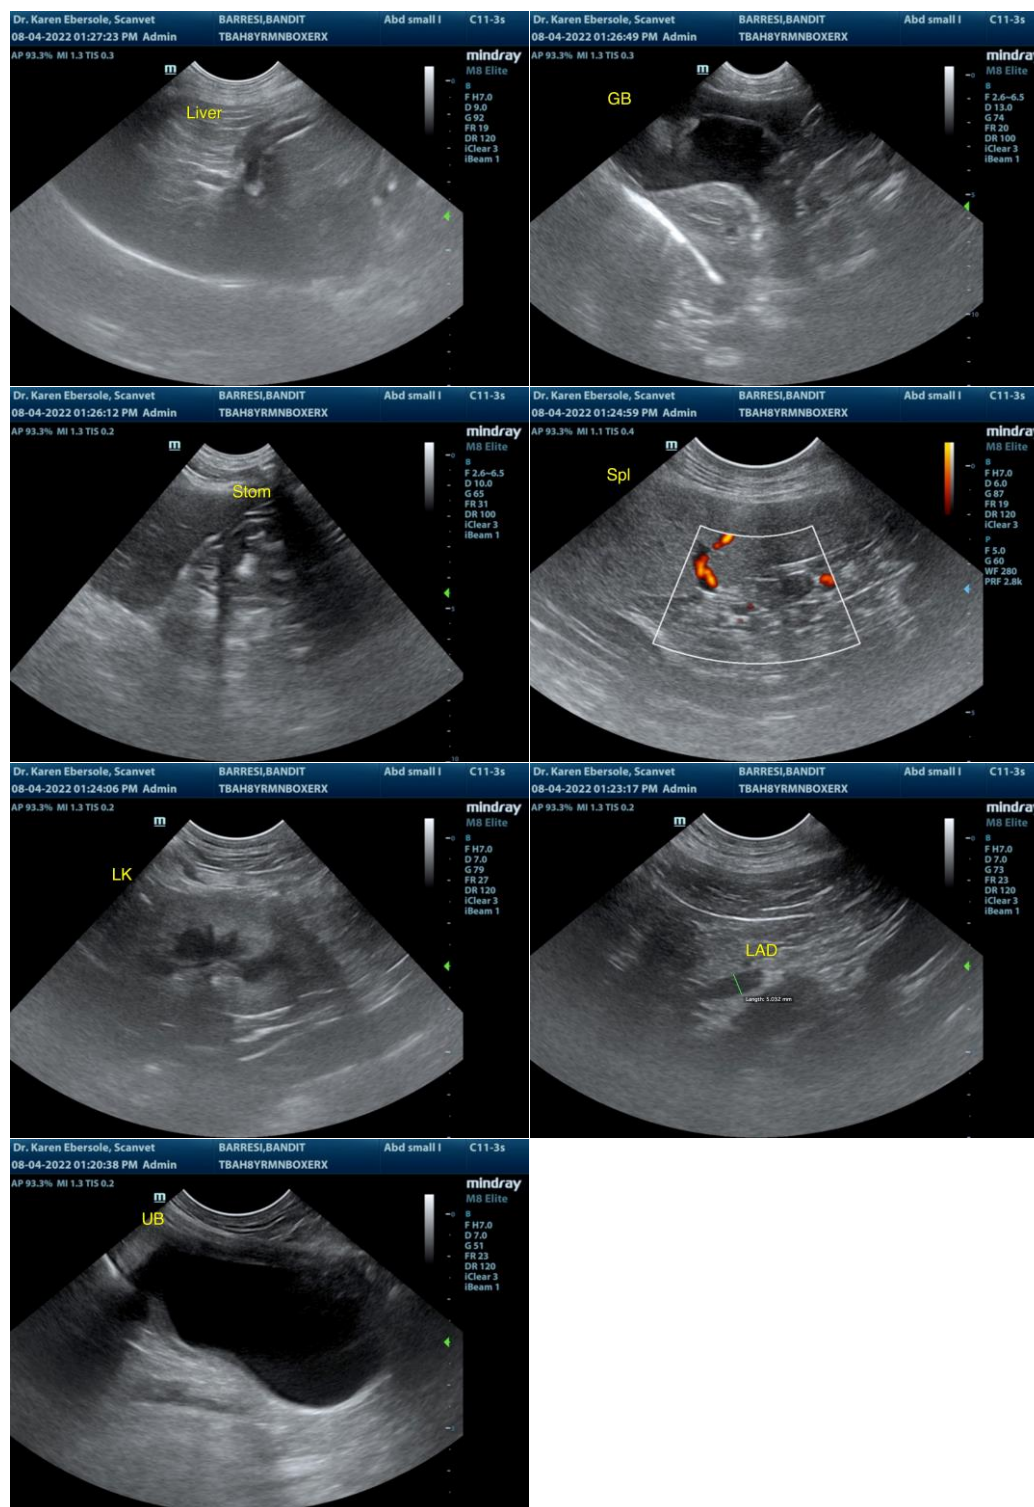 Dr. Karen Ebersole, Scanvet BARRESI,BANDIT Abd small I C11-3s
08-04-2022 01:27:23 PM Admin TBAH8YRMNBOXERX
AP 93.3% MI 1.3 TIS 0.3
mindray
M8 Elite
m
B
F H7.0
D 9.0
G 92
FR 19
DR 120
iClear 3
iBeam 1
Liver
0
Dr. Karen Ebersole, Scanvet BARRESI,BANDIT Abd small I C11-3s
08-04-2022 01:26:49 PM Admin TBAH8YRMNBOXERX
AP 93.3% MI 1.3 TIS 0.3
mindray
M8 Elite
m
B
F 2.6-6.5
D 13.0
G 74
FR 20
DR 100
iClear 3
iBeam 1
GB
0
5
10
Dr. Karen Ebersole, Scanvet BARRESI,BANDIT Abd small I C11-3s
08-04-2022 01:26:12 PM Admin TBAH8YRMNBOXERX
AP 93.3% MI 1.3 TIS 0.2
mindray
M8 Elite
m
B
F 2.6-6.5
D 10.0
G 65
FR 31
DR 100
iClear 3
iBeam 1
Stom
0
5
10
Dr. Karen Ebersole, Scanvet BARRESI,BANDIT Abd small I C11-3s
08-04-2022 01:24:59 PM Admin TBAH8YRMNBOXERX
AP 93.3% MI 1.1 TIS 0.4
mindray
M8 Elite
m
B
F H7.0
D 6.0
G 87
FR 19
DR 120
iClear 3
P
F 5.0
G 60
WF 280
PRF 2.8k
Spl
0
5
Dr. Karen Ebersole, Scanvet BARRESI,BANDIT Abd small I C11-3s
08-04-2022 01:24:06 PM Admin TBAH8YRMNBOXERX
AP 93.3% MI 1.3 TIS 0.2
mindray
M8 Elite
m
B
F H7.0
D 7.0
G 79
FR 27
DR 120
iClear 3
iBeam 1
LK
0
Dr. Karen Ebersole, Scanvet BARRESI,BANDIT Abd small I C11-3s
08-04-2022 01:23:17 PM Admin TBAH8YRMNBOXERX
AP 93.3% MI 1.3 TIS 0.2
mindray
M8 Elite
m
B
F H7.0
D 7.0
G 73
FR 23
DR 120
iClear 3
iBeam 1
LAD
Length: 5.052 mm
0
Dr. Karen Ebersole, Scanvet BARRESI,BANDIT Abd small I C11-3s
08-04-2022 01:20:38 PM Admin TBAH8YRMNBOXERX
AP 93.3% MI 1.3 TIS 0.2
mindray
M8 Elite
m
B
F H7.0
D 7.0
G 51
FR 23
DR 120
iClear 3
iBeam 1
UB
0